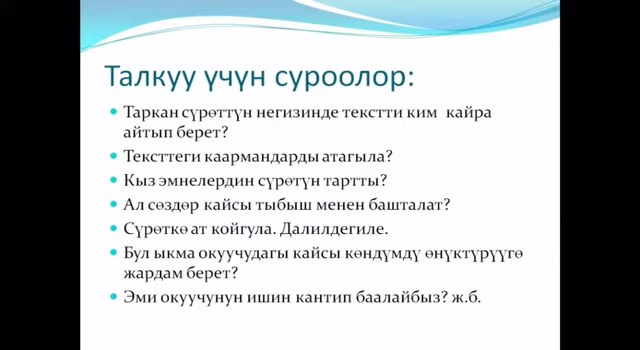 Талкуу үчүн суроолор:
Таркан сүрөттүн негизинде текстти ким кайра
айтып берет?
Тексттеги каармандарды атагыла?
Кыз эмнелердин сүрөтүн тартты?
Ал сөздөр кайсы тыбыш менен башталат?
Сүрөткө ат койгула. Далилдегиле.
Бул ыкма окуучудагы кайсы көндүмдү өнүктүрүүгө
жардам берет?
Эми окуучунун ишин кантип баалайбыз? ж.б.